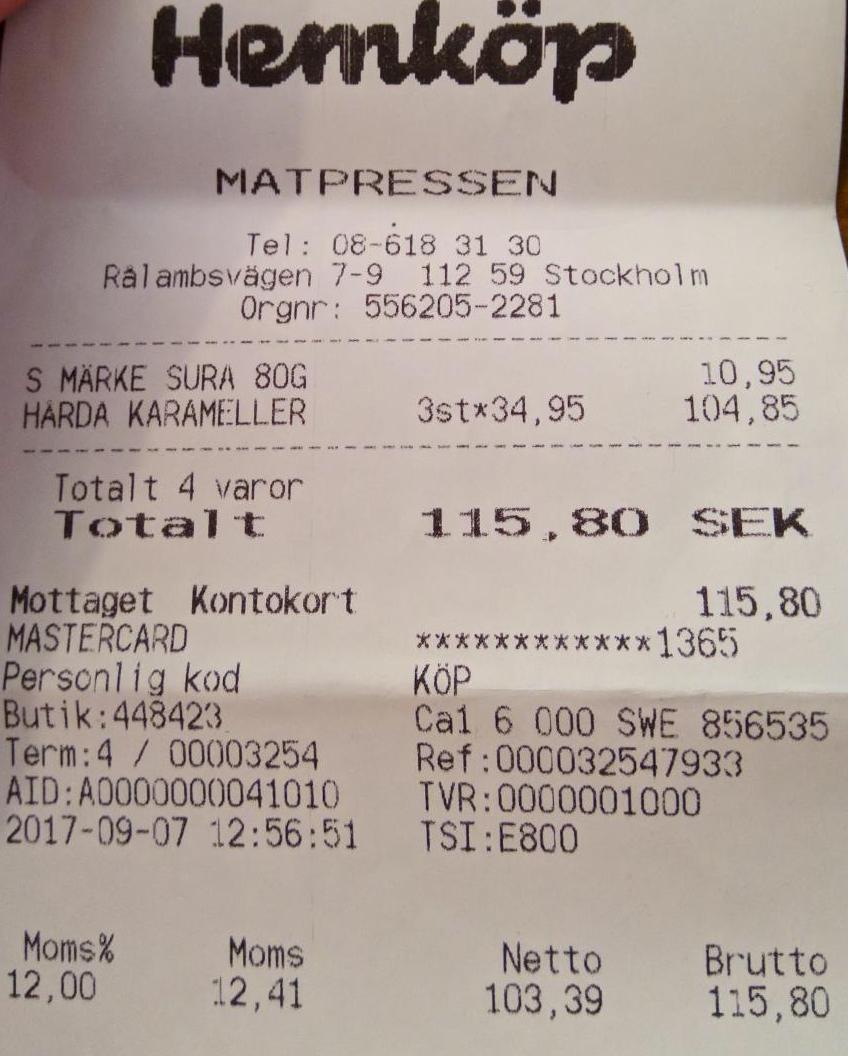 Hemköp
MATPRESSEN
Tel: 08-618 31 30
Rålambsvägen 7-9 112 59 Stockholm
Orgnr: 556205-2281
S MÄRKE SURA 80G 10,95
HÅRDA KARAMELLER 3st*34,95 104,85
Totalt 4 varor
Totalt 115,80 SEK
Mottaget Kontokort 115,80
MASTERCARD ************1365
Personlig kod KÖP
Butik:448423 Ca1 6 000 SWE 856535
Term:4 / 00003254 Ref:000032547933
AID:A0000000041010 TVR:0000001000
2017-09-07 12:56:51 TSI:E800
Moms% Moms Netto Brutto
12,00 12,41 103,39 115,80